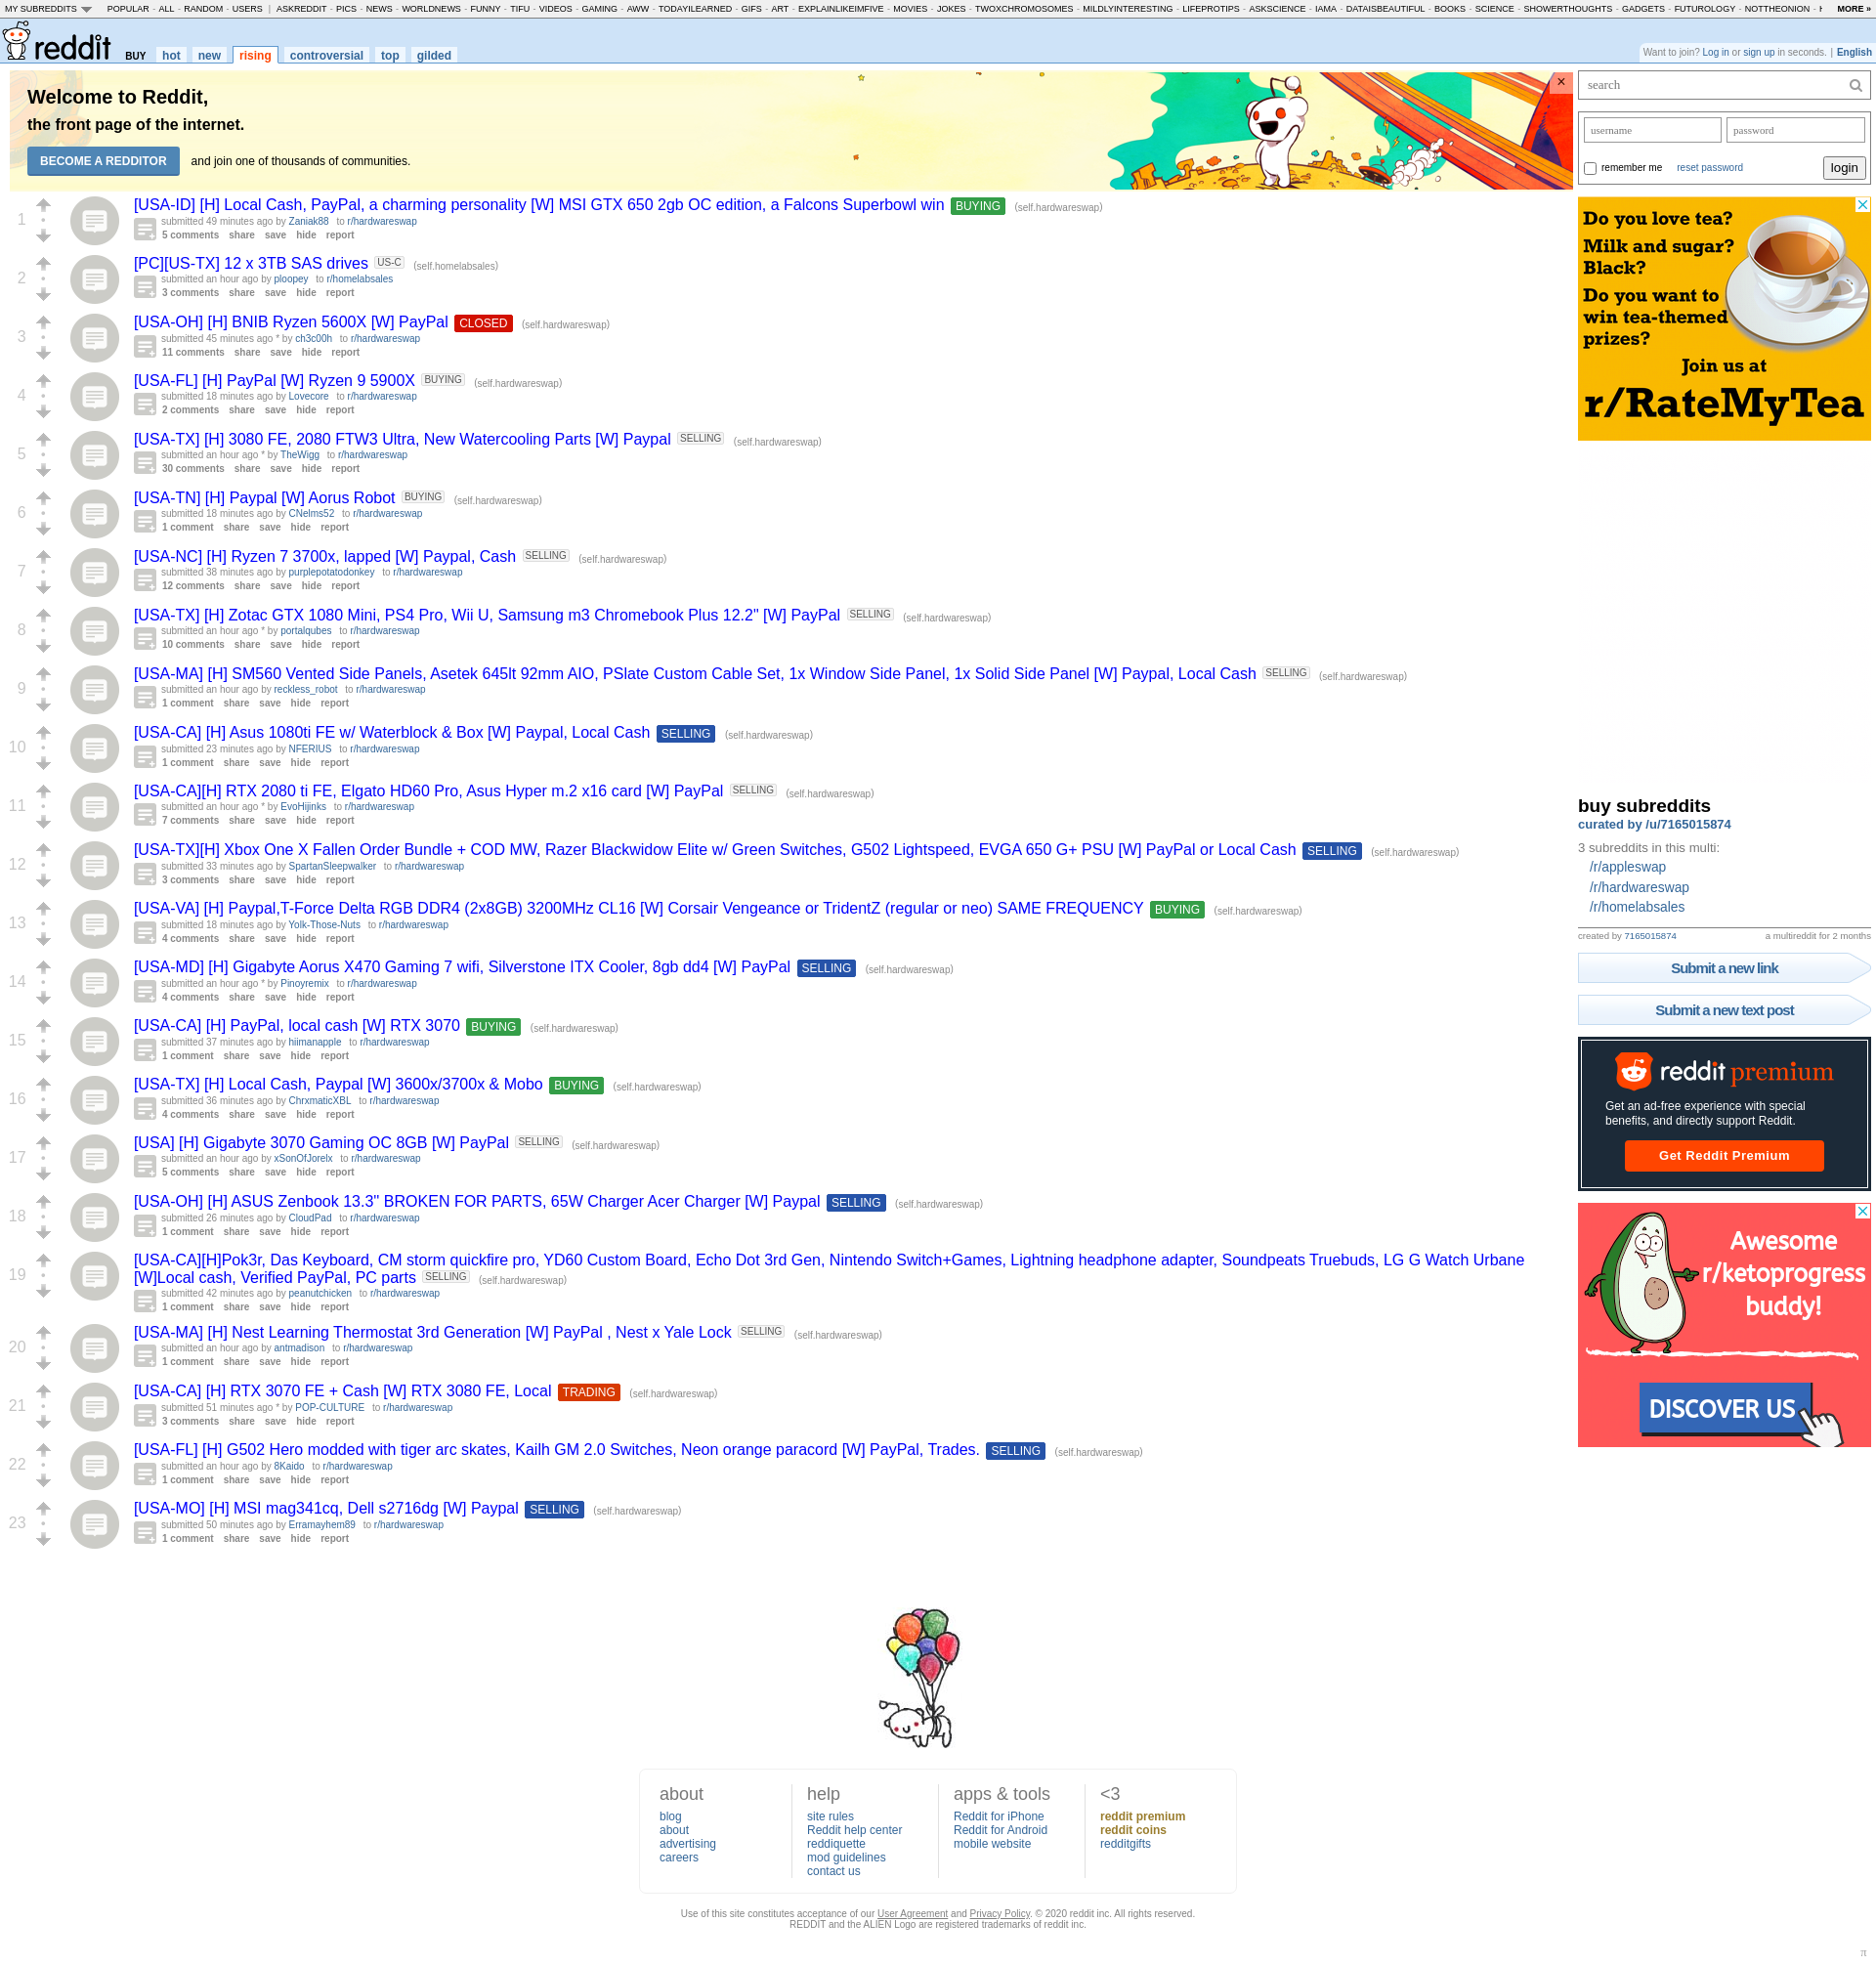 MY SUBREDDITS POPULAR - ALL - RANDOM - USERS | ASKREDDIT - PICS - NEWS - WORLDNEWS - FUNNY - TIFU - VIDEOS - GAMING - AWW - TODAYILEARNED - GIFS - ART - EXPLAINLIKEIMFIVE - MOVIES - JOKES - TWOXCHROMOSOMES - MILDLYINTERESTING - LIFEPROTIPS - ASKSCIENCE - IAMA - DATAISBEAUTIFUL - BOOKS - SCIENCE - SHOWERTHOUGHTS - GADGETS - FUTUROLOGY - NOTTHEONION - MORE »
reddit BUY hot new rising controversial top gilded
Want to join? Log in or sign up in seconds. | English
Welcome to Reddit,
the front page of the internet.
BECOME A REDDITOR and join one of thousands of communities.
×
1
[USA-ID] [H] Local Cash, PayPal, a charming personality [W] MSI GTX 650 2gb OC edition, a Falcons Superbowl win BUYING (self.hardwareswap)
submitted 49 minutes ago by Zaniak88 to r/hardwareswap
5 comments share save hide report
2
[PC][US-TX] 12 x 3TB SAS drives US-C (self.homelabsales)
submitted an hour ago by ploopey to r/homelabsales
3 comments share save hide report
3
[USA-OH] [H] BNIB Ryzen 5600X [W] PayPal CLOSED (self.hardwareswap)
submitted 45 minutes ago * by ch3c00h to r/hardwareswap
11 comments share save hide report
4
[USA-FL] [H] PayPal [W] Ryzen 9 5900X BUYING (self.hardwareswap)
submitted 18 minutes ago by Lovecore to r/hardwareswap
2 comments share save hide report
5
[USA-TX] [H] 3080 FE, 2080 FTW3 Ultra, New Watercooling Parts [W] Paypal SELLING (self.hardwareswap)
submitted an hour ago * by TheWigg to r/hardwareswap
30 comments share save hide report
6
[USA-TN] [H] Paypal [W] Aorus Robot BUYING (self.hardwareswap)
submitted 18 minutes ago by CNelms52 to r/hardwareswap
1 comment share save hide report
7
[USA-NC] [H] Ryzen 7 3700x, lapped [W] Paypal, Cash SELLING (self.hardwareswap)
submitted 38 minutes ago by purplepotatodonkey to r/hardwareswap
12 comments share save hide report
8
[USA-TX] [H] Zotac GTX 1080 Mini, PS4 Pro, Wii U, Samsung m3 Chromebook Plus 12.2" [W] PayPal SELLING (self.hardwareswap)
submitted an hour ago * by portalqubes to r/hardwareswap
10 comments share save hide report
9
[USA-MA] [H] SM560 Vented Side Panels, Asetek 645lt 92mm AIO, PSlate Custom Cable Set, 1x Window Side Panel, 1x Solid Side Panel [W] Paypal, Local Cash SELLING (self.hardwareswap)
submitted an hour ago by reckless_robot to r/hardwareswap
1 comment share save hide report
10
[USA-CA] [H] Asus 1080ti FE w/ Waterblock & Box [W] Paypal, Local Cash SELLING (self.hardwareswap)
submitted 23 minutes ago by NFERIUS to r/hardwareswap
1 comment share save hide report
11
[USA-CA][H] RTX 2080 ti FE, Elgato HD60 Pro, Asus Hyper m.2 x16 card [W] PayPal SELLING (self.hardwareswap)
submitted an hour ago * by EvoHijinks to r/hardwareswap
7 comments share save hide report
12
[USA-TX][H] Xbox One X Fallen Order Bundle + COD MW, Razer Blackwidow Elite w/ Green Switches, G502 Lightspeed, EVGA 650 G+ PSU [W] PayPal or Local Cash SELLING (self.hardwareswap)
submitted 33 minutes ago by SpartanSleepwalker to r/hardwareswap
3 comments share save hide report
13
[USA-VA] [H] Paypal,T-Force Delta RGB DDR4 (2x8GB) 3200MHz CL16 [W] Corsair Vengeance or TridentZ (regular or neo) SAME FREQUENCY BUYING (self.hardwareswap)
submitted 18 minutes ago by Yolk-Those-Nuts to r/hardwareswap
4 comments share save hide report
14
[USA-MD] [H] Gigabyte Aorus X470 Gaming 7 wifi, Silverstone ITX Cooler, 8gb dd4 [W] PayPal SELLING (self.hardwareswap)
submitted an hour ago * by Pinoyremix to r/hardwareswap
4 comments share save hide report
15
[USA-CA] [H] PayPal, local cash [W] RTX 3070 BUYING (self.hardwareswap)
submitted 37 minutes ago by hiimanapple to r/hardwareswap
1 comment share save hide report
16
[USA-TX] [H] Local Cash, Paypal [W] 3600x/3700x & Mobo BUYING (self.hardwareswap)
submitted 36 minutes ago by ChrxmaticXBL to r/hardwareswap
4 comments share save hide report
17
[USA] [H] Gigabyte 3070 Gaming OC 8GB [W] PayPal SELLING (self.hardwareswap)
submitted an hour ago by xSonOfJorelx to r/hardwareswap
5 comments share save hide report
18
[USA-OH] [H] ASUS Zenbook 13.3" BROKEN FOR PARTS, 65W Charger Acer Charger [W] Paypal SELLING (self.hardwareswap)
submitted 26 minutes ago by CloudPad to r/hardwareswap
1 comment share save hide report
19
[USA-CA][H]Pok3r, Das Keyboard, CM storm quickfire pro, YD60 Custom Board, Echo Dot 3rd Gen, Nintendo Switch+Games, Lightning headphone adapter, Soundpeats Truebuds, LG G Watch Urbane
[W]Local cash, Verified PayPal, PC parts SELLING (self.hardwareswap)
submitted 42 minutes ago by peanutchicken to r/hardwareswap
1 comment share save hide report
20
[USA-MA] [H] Nest Learning Thermostat 3rd Generation [W] PayPal , Nest x Yale Lock SELLING (self.hardwareswap)
submitted an hour ago by antmadison to r/hardwareswap
1 comment share save hide report
21
[USA-CA] [H] RTX 3070 FE + Cash [W] RTX 3080 FE, Local TRADING (self.hardwareswap)
submitted 51 minutes ago * by POP-CULTURE to r/hardwareswap
3 comments share save hide report
22
[USA-FL] [H] G502 Hero modded with tiger arc skates, Kailh GM 2.0 Switches, Neon orange paracord [W] PayPal, Trades. SELLING (self.hardwareswap)
submitted an hour ago by 8Kaido to r/hardwareswap
1 comment share save hide report
23
[USA-MO] [H] MSI mag341cq, Dell s2716dg [W] Paypal SELLING (self.hardwareswap)
submitted 50 minutes ago by Erramayhem89 to r/hardwareswap
1 comment share save hide report
search
username password
remember me reset password login
Do you love tea?
Milk and sugar?
Black?
Do you want to
win tea-themed
prizes?
Join us at
r/RateMyTea
buy subreddits
curated by /u/7165015874
3 subreddits in this multi:
/r/appleswap
/r/hardwareswap
/r/homelabsales
created by 7165015874 a multireddit for 2 months
Submit a new link
Submit a new text post
reddit premium
Get an ad-free experience with special
benefits, and directly support Reddit.
Get Reddit Premium
Awesome
r/ketoprogress
buddy!
DISCOVER US
about
blog
about
advertising
careers
help
site rules
Reddit help center
reddiquette
mod guidelines
contact us
apps & tools
Reddit for iPhone
Reddit for Android
mobile website
<3
reddit premium
reddit coins
redditgifts
Use of this site constitutes acceptance of our User Agreement and Privacy Policy. © 2020 reddit inc. All rights reserved.
REDDIT and the ALIEN Logo are registered trademarks of reddit inc.
π